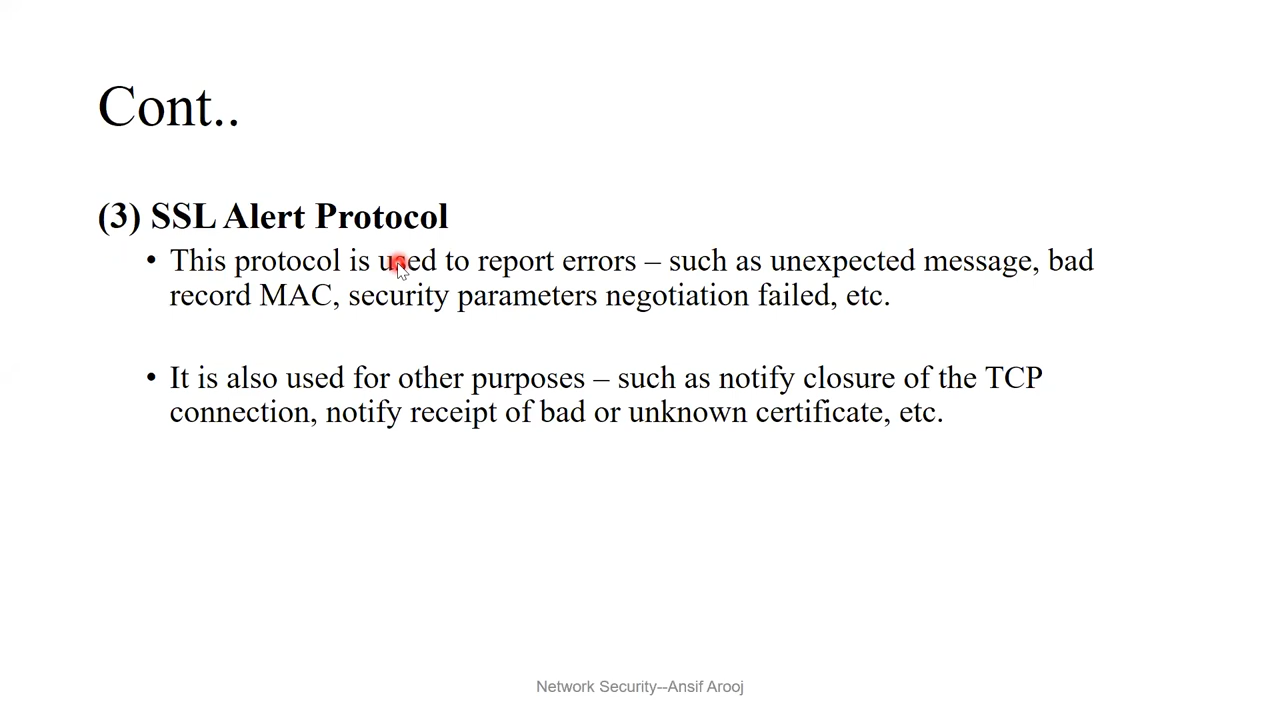 Cont..
(3) SSL Alert Protocol
• This protocol is used to report errors – such as unexpected message, bad
record MAC, security parameters negotiation failed, etc.
• It is also used for other purposes – such as notify closure of the TCP
connection, notify receipt of bad or unknown certificate, etc.
Network Security--Ansif Arooj